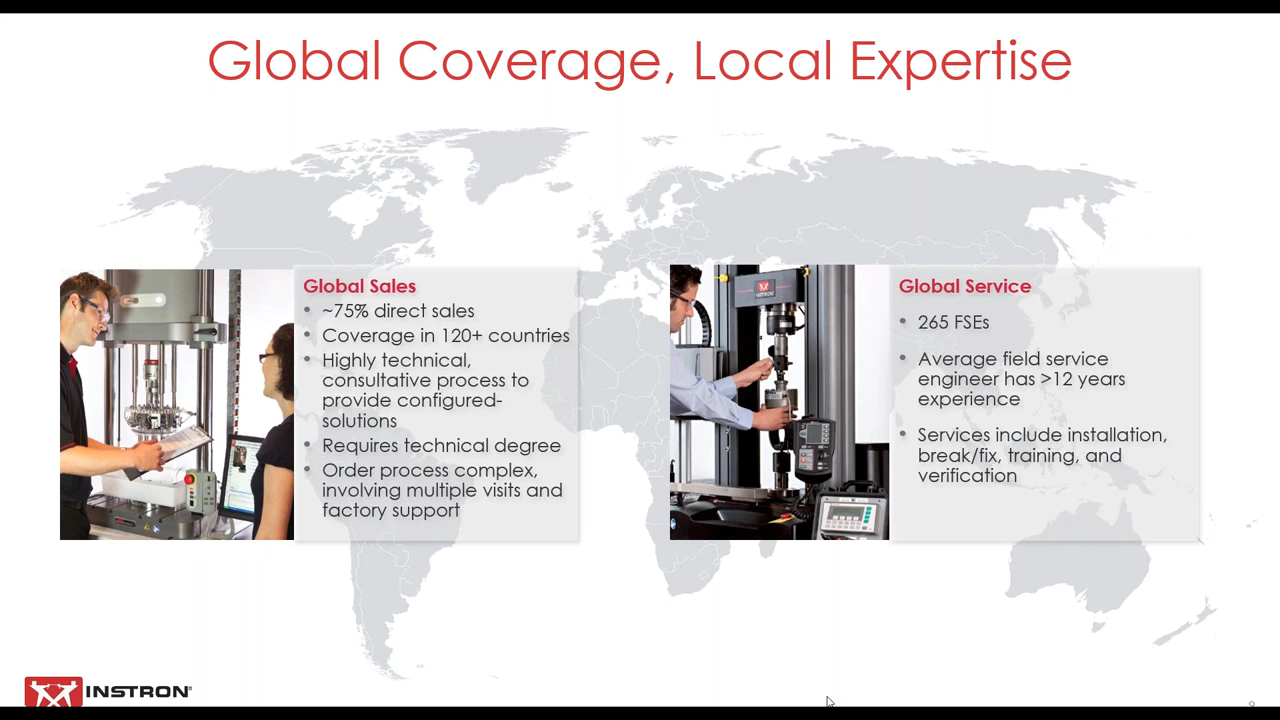 Global Coverage, Local Expertise
Global Sales
• ~75% direct sales
• Coverage in 120+ countries
• Highly technical,
consultative process to
provide configured-
solutions
• Requires technical degree
• Order process complex,
involving multiple visits and
factory support
INSTRON
Global Service
• 265 FSEs
• Average field service
engineer has >12 years
experience
• Services include installation,
break/fix, training, and
verification
INSTRON®
9